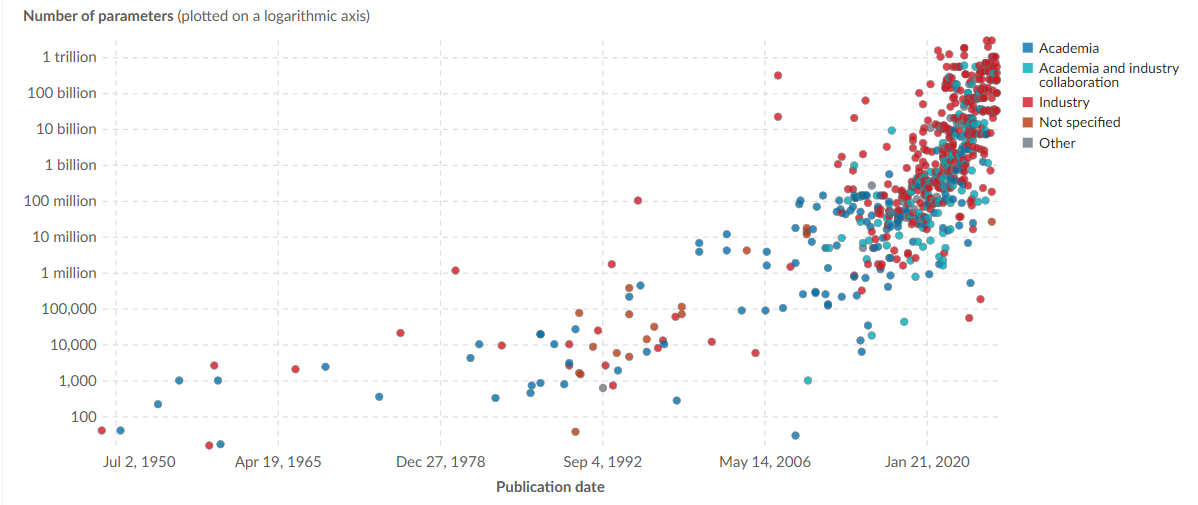 Number of parameters (plotted on a logarithmic axis)
1 trillion
100 billion
10 billion
1 billion
100 million
10 million
1 million
100,000
10,000
1,000
100
Jul 2, 1950
Apr 19, 1965
Dec 27, 1978
Sep 4, 1992
May 14, 2006
Jan 21, 2020
Publication date
Academia
Academia and industry
collaboration
Industry
Not specified
Other